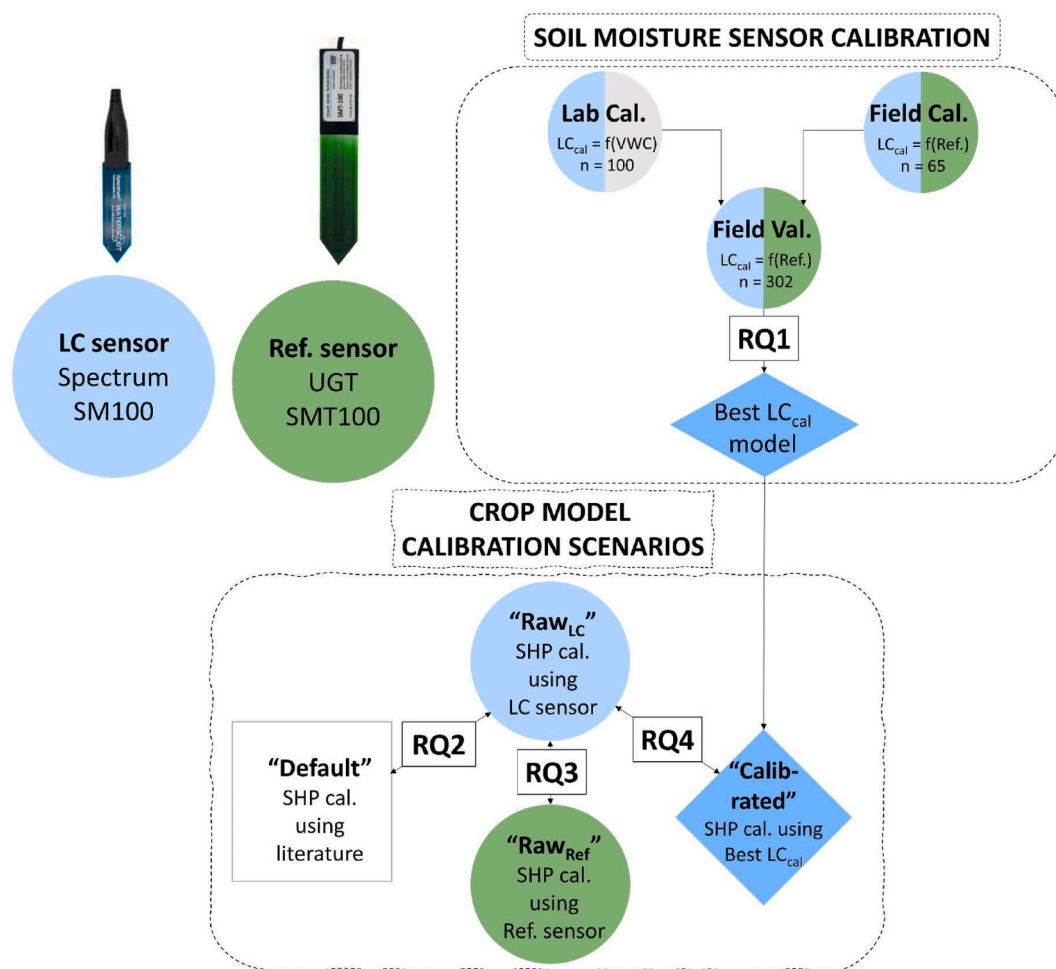 SOIL MOISTURE SENSOR CALIBRATION
Lab Cal.
LCcal = f(VWC)
n = 100
Field Cal.
LCcal = f(Ref.)
n = 65
Field Val.
LCcal = f(Ref.)
n = 302
RQ1
Best LCcal
model
SMT-100
Spectrum
WATERSCOUT
LC sensor
Spectrum
SM100
Ref. sensor
UGT
SMT100
CROP MODEL
CALIBRATION SCENARIOS
“RawLC”
SHP cal.
using
LC sensor
RQ2
RQ3
RQ4
“Default”
SHP cal.
using
literature
“RawRef”
SHP cal.
using
Ref. sensor
“Calib-
rated”
SHP cal. using
Best LCcal